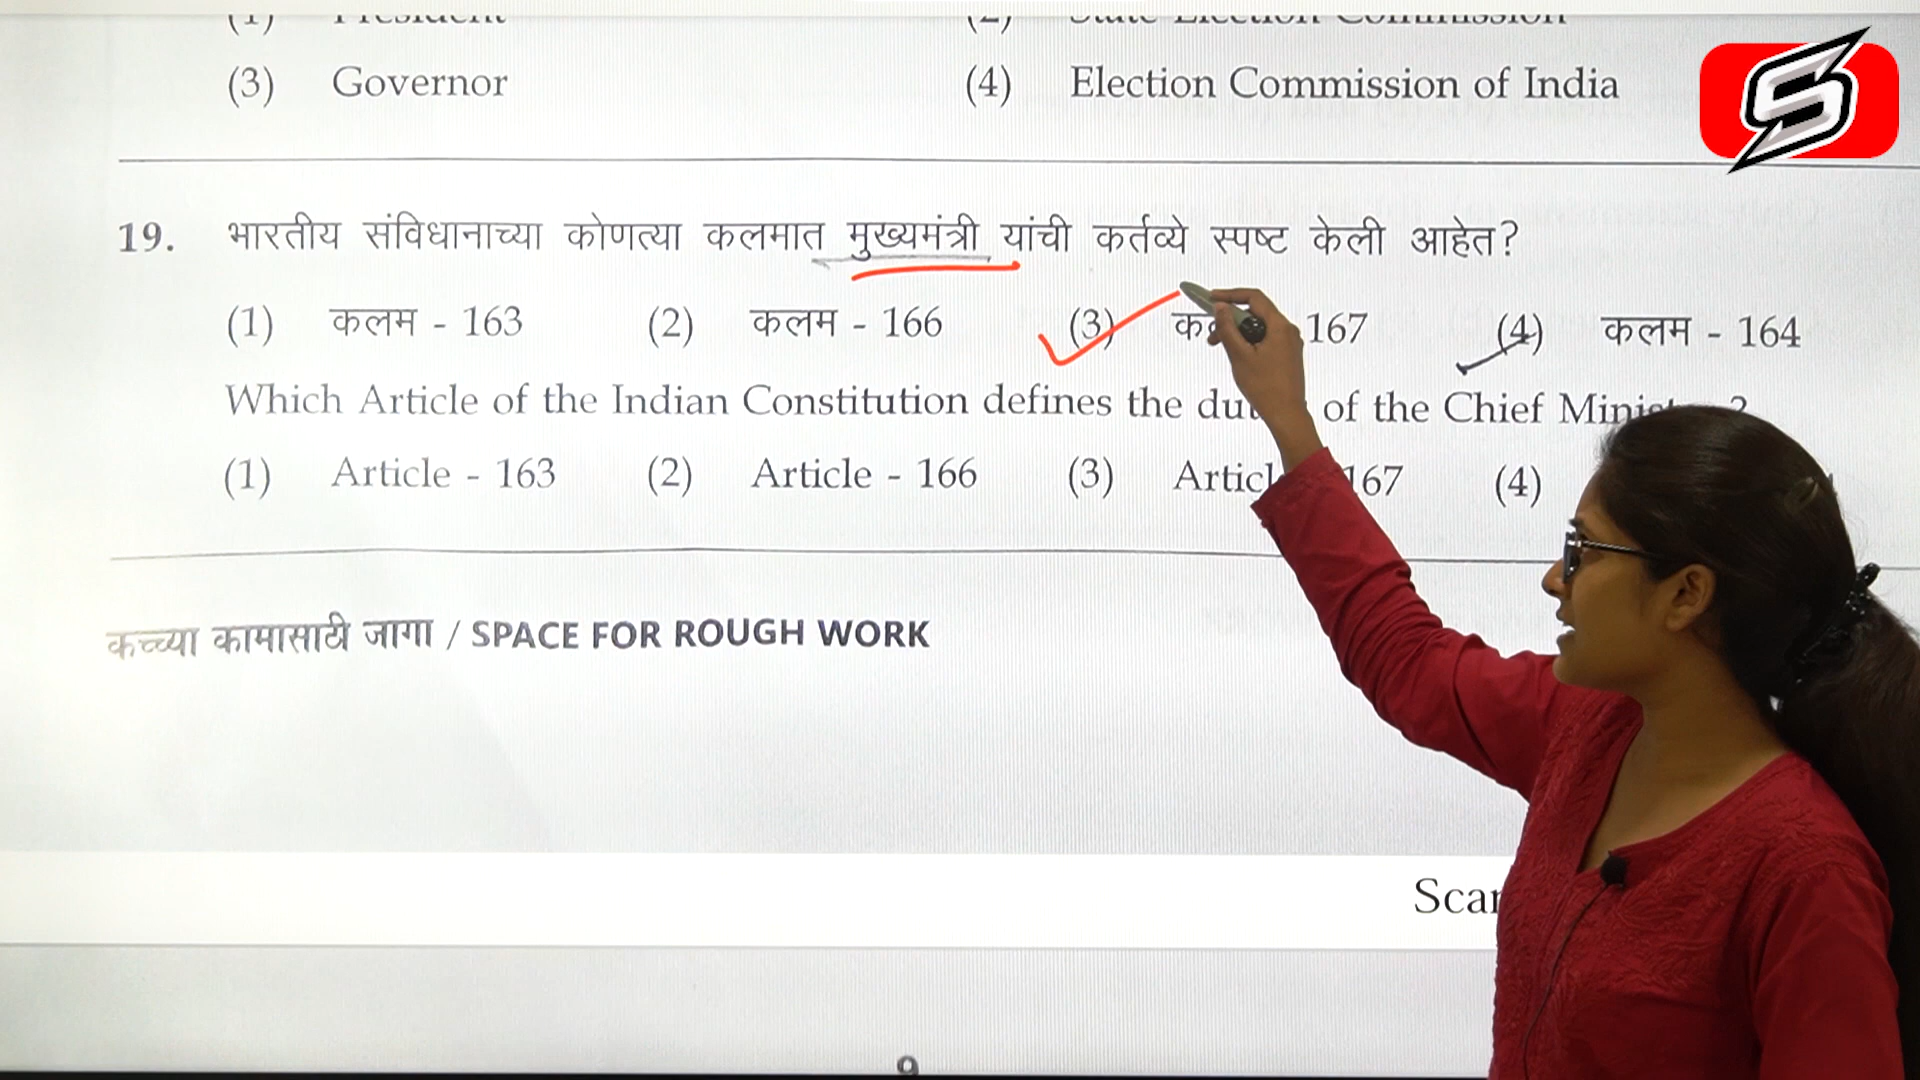 (3) Governor (4) Election Commission of India
19. भारतीय संविधानाच्या कोणत्या कलमात मुख्यमंत्री यांची कर्तव्ये स्पष्ट केली आहेत?
(1) कलम - 163 (2) कलम - 166 (3) 167 (4) कलम - 164
Which Article of the Indian Constitution defines the of the Chief
(1) Article - 163 (2) Article - 166 (3) 167 (4)
कच्च्या कामासाठी जागा / SPACE FOR ROUGH WORK